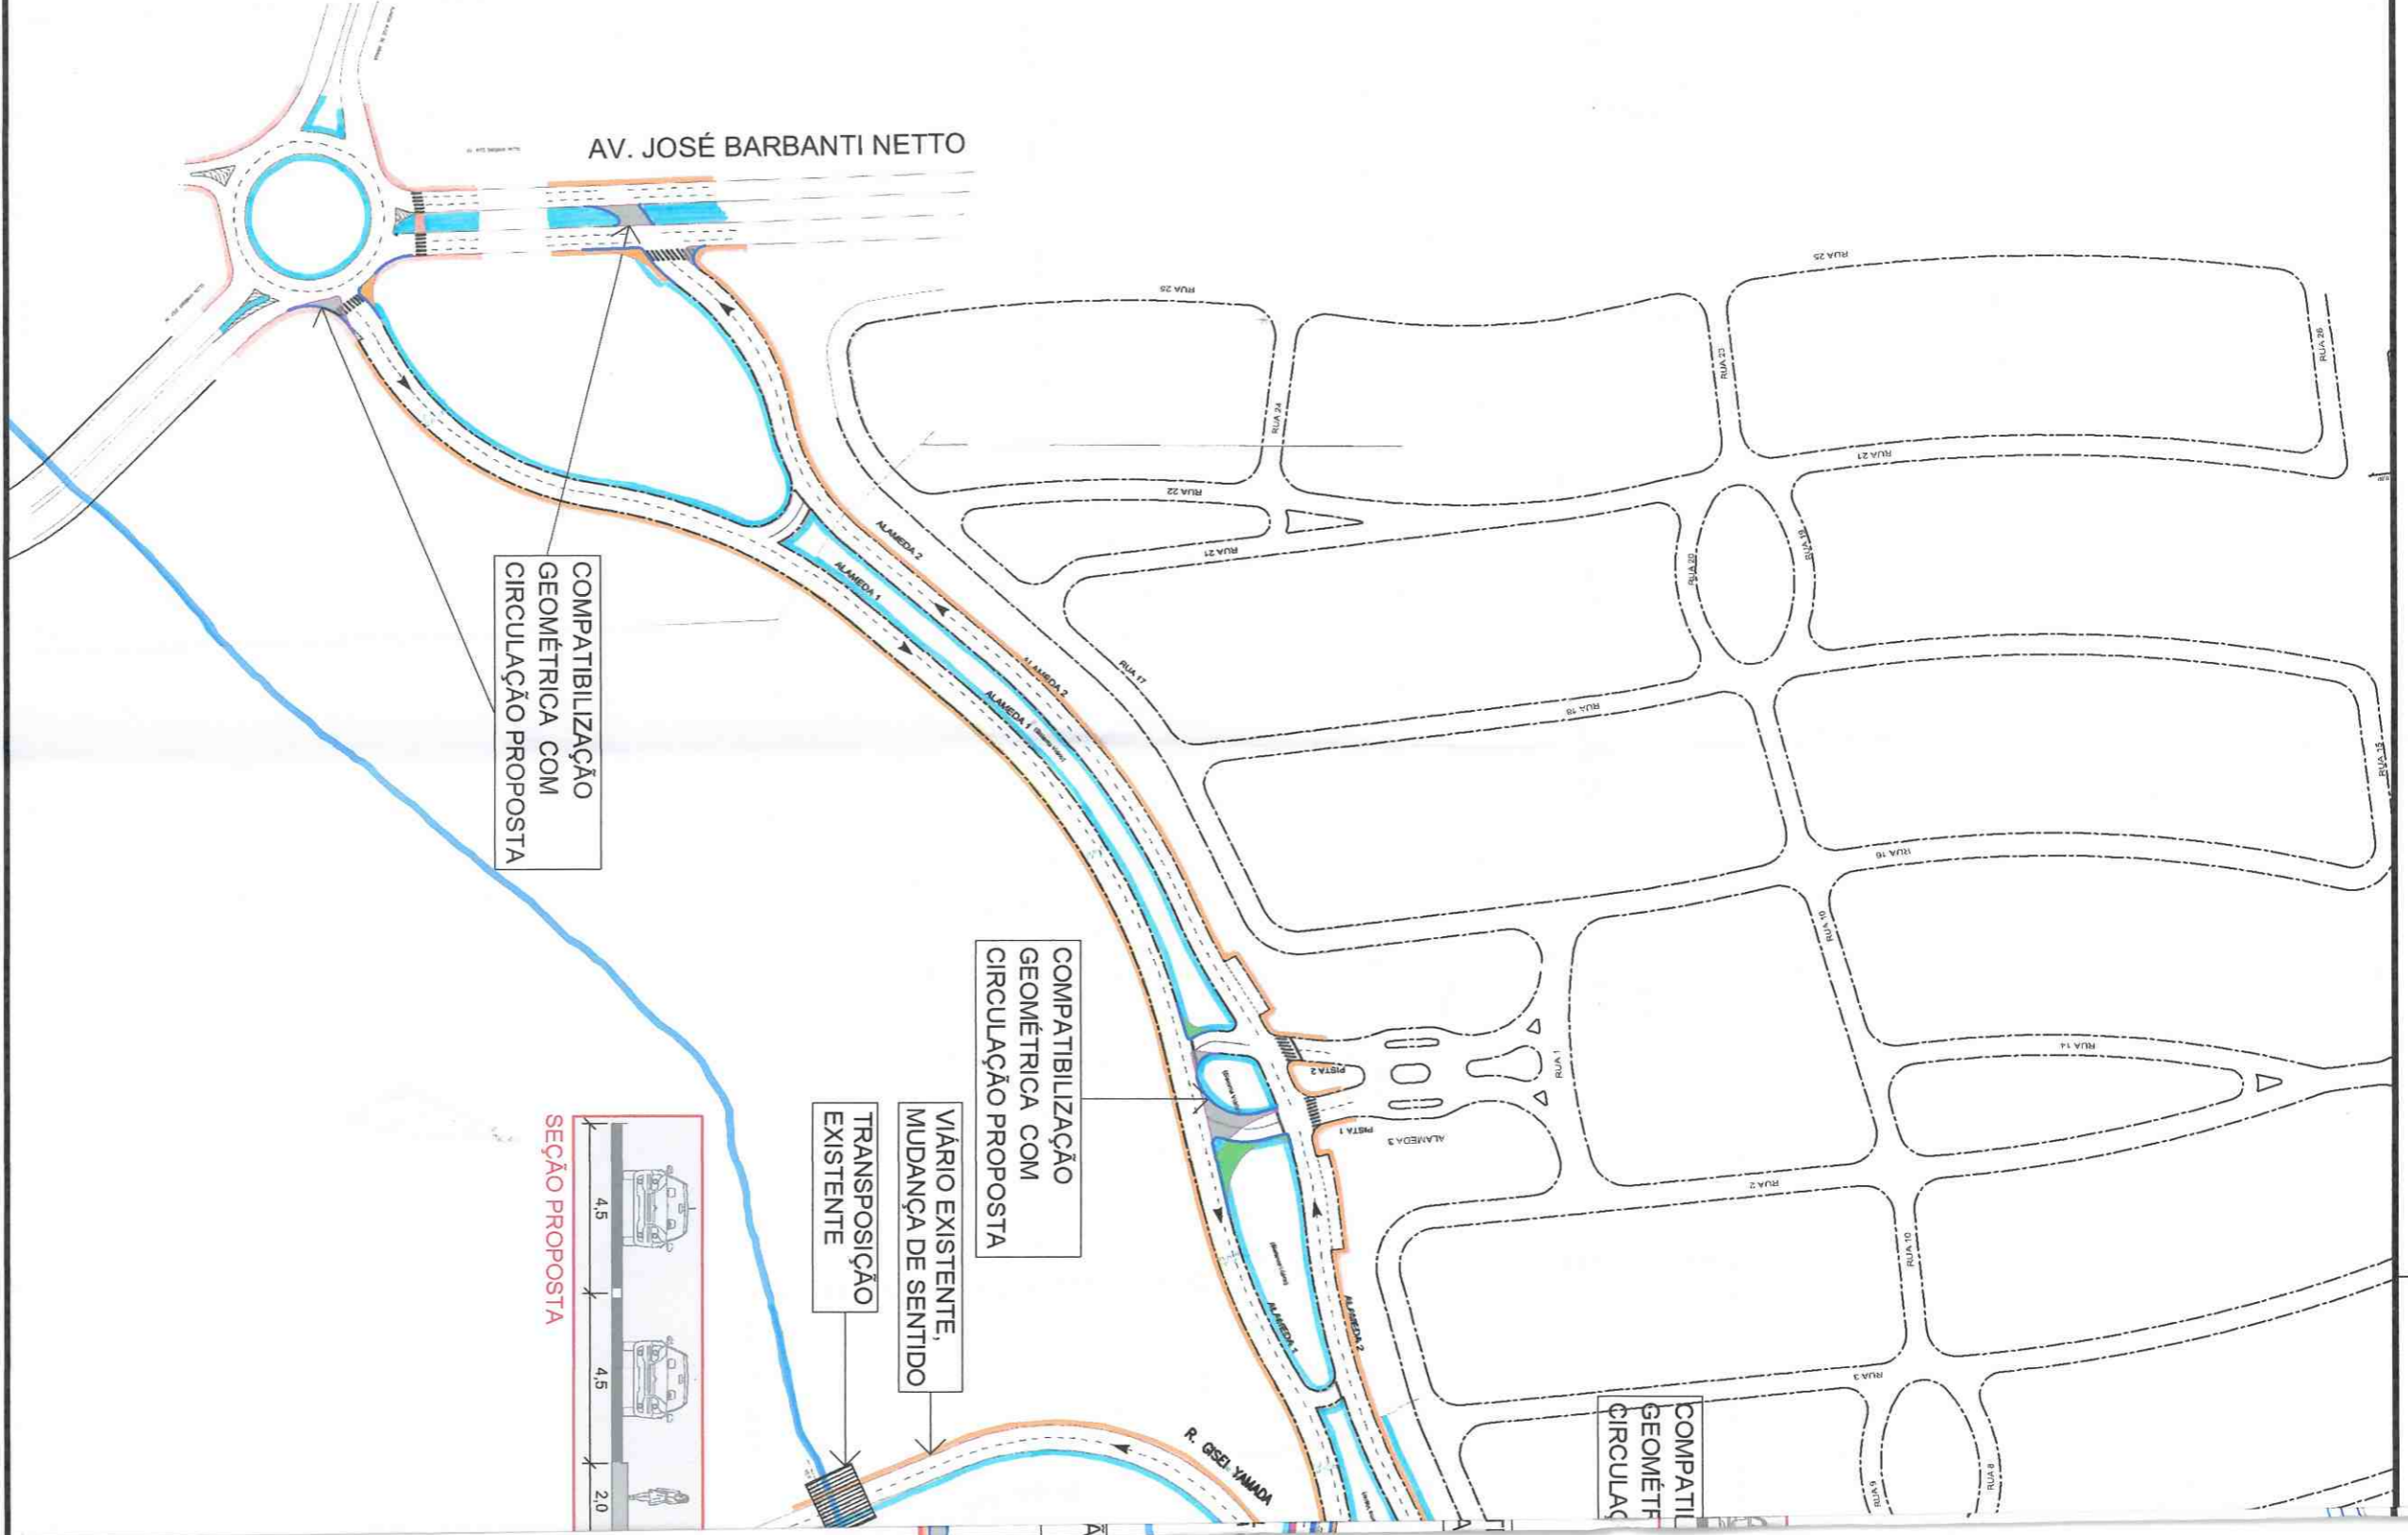 AV. JOSÉ BARBANTI NETTO
RUA 25
RUA 25
RUA 26
RUA 23
RUA 24
RUA 21
RUA 22
RUA 21
RUA 19
RUA 20
ALAMEDA 2
ALAMEDA 1
RUA 17
ALAMEDA 2
ALAMEDA 1
RUA 18
RUA 15
RUA 16
RUA 10
RUA 14
RUA 1
PISTA 2
PISTA 1
ALAMEDA 3
RUA 2
RUA 10
ALAMEDA 1
ALAMEDA 2
RUA 3
RUA 8
RUA 9
COMPATIBILIZAÇÃO
GEOMÉTRICA COM
CIRCULAÇÃO PROPOSTA
COMPATIBILIZAÇÃO
GEOMÉTRICA COM
CIRCULAÇÃO PROPOSTA
VIÁRIO EXISTENTE,
MUDANÇA DE SENTIDO
TRANSPOSIÇÃO
EXISTENTE
SEÇÃO PROPOSTA
4,5
4,5
2,0
R. GISEI YAMADA
COMPATIL
GEOMÉTR
CIRCULAÇ